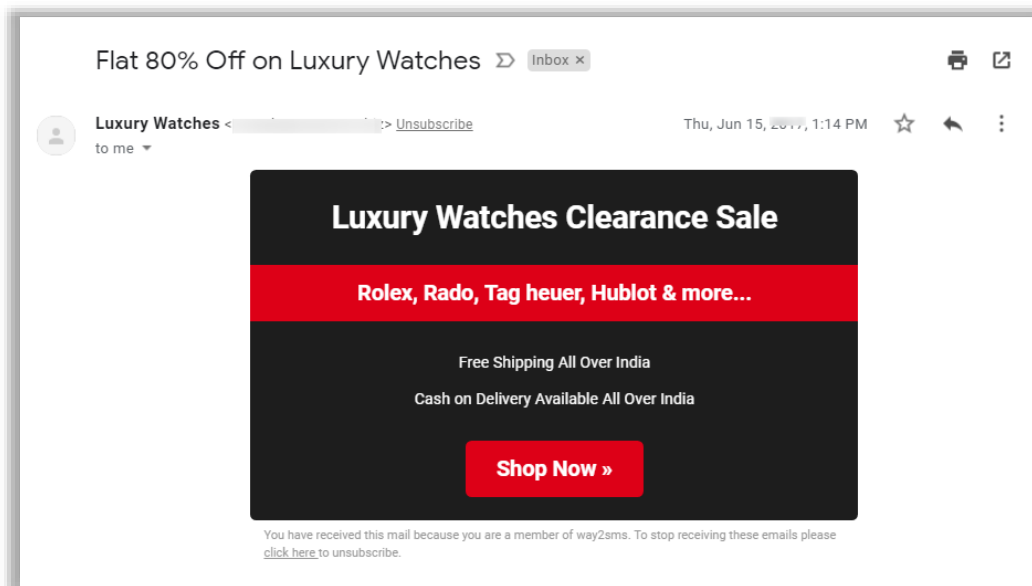 Flat 80% Off on Luxury Watches Inbox ×
Luxury Watches < > Unsubscribe Thu, Jun 15, 1:14 PM
to me
Luxury Watches Clearance Sale
Rolex, Rado, Tag heuer, Hublot & more...
Free Shipping All Over India
Cash on Delivery Available All Over India
Shop Now »
You have received this mail because you are a member of way2sms. To stop receiving these emails please
click here to unsubscribe.